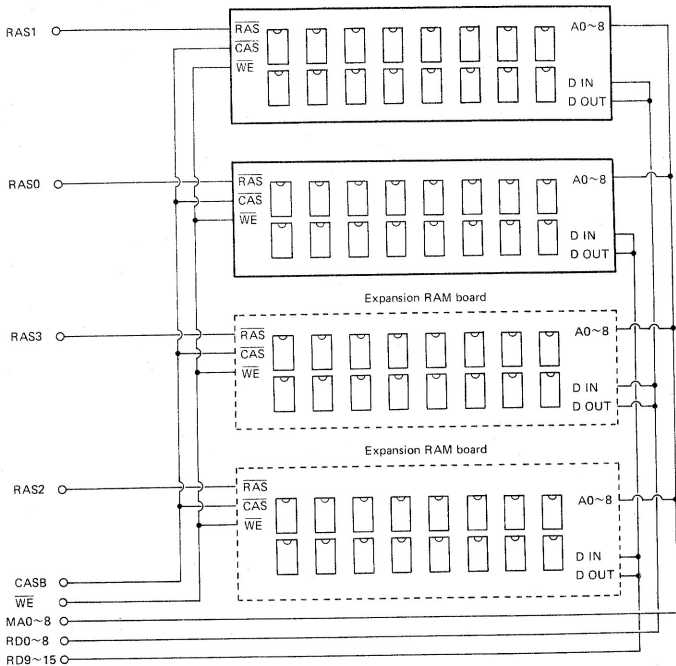 RAS1
RAS
CAS
WE
A0~8
D IN
D OUT
RAS0
RAS
CAS
WE
A0~8
D IN
D OUT
Expansion RAM board
RAS3
RAS
CAS
WE
A0~8
D IN
D OUT
Expansion RAM board
RAS2
RAS
CAS
WE
A0~8
D IN
D OUT
CASB
WE
MA0~8
RD0~8
RD9~15